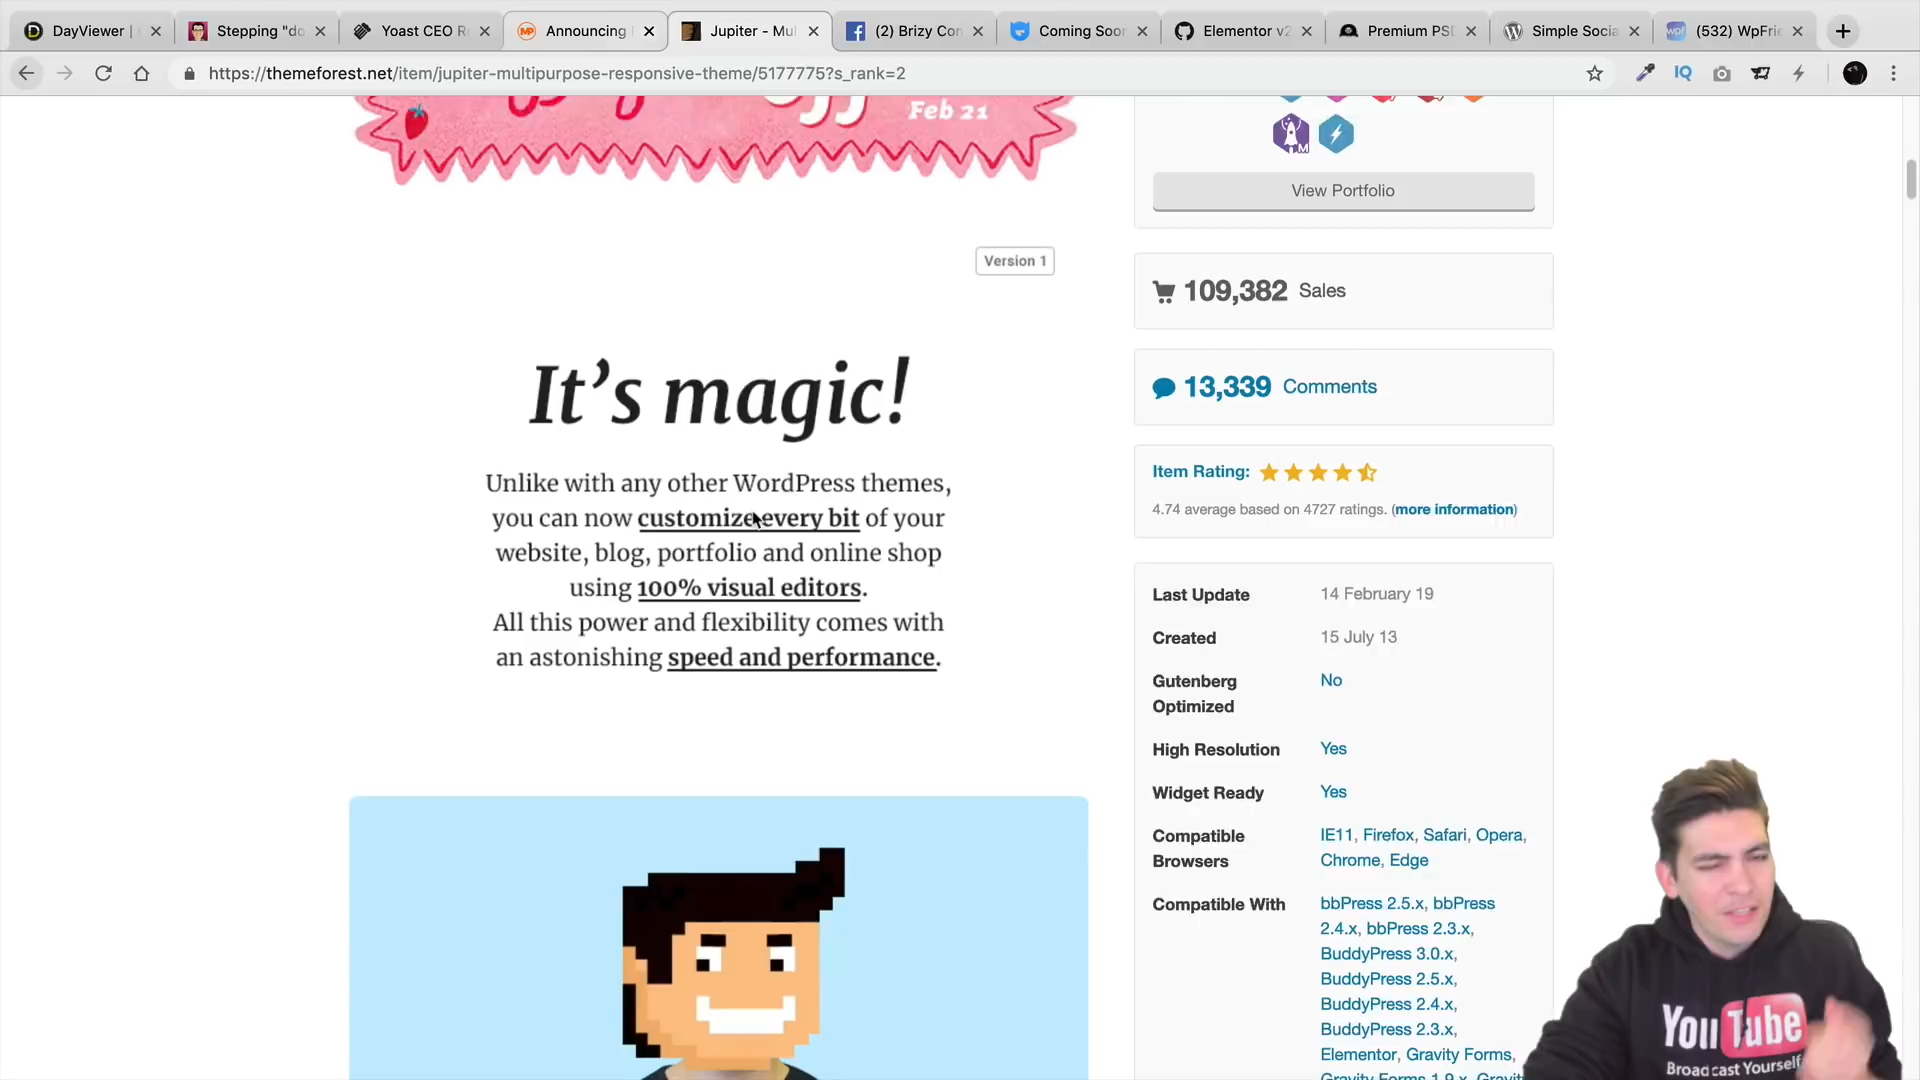 DayViewer |
Stepping "do
Yoast CEO R
Announcing
Jupiter - Mul
(2) Brizy Con
Coming Soon
Elementor v2
Premium PSD
Simple Socia
(532) WpFrie
https://themeforest.net/item/jupiter-multipurpose-responsive-theme/5177775?s_rank=2
Feb 21
View Portfolio
Version 1
109,382 Sales
It's magic!
13,339 Comments
Unlike with any other WordPress themes,
you can now customize every bit of your
website, blog, portfolio and online shop
using 100% visual editors.
All this power and flexibility comes with
an astonishing speed and performance.
Item Rating:
4.74 average based on 4727 ratings. (more information)
Last Update 14 February 19
Created 15 July 13
Gutenberg Optimized No
High Resolution Yes
Widget Ready Yes
Compatible Browsers IE11, Firefox, Safari, Opera,
Chrome, Edge
Compatible With bbPress 2.5.x, bbPress
2.4.x, bbPress 2.3.x,
BuddyPress 3.0.x,
BuddyPress 2.5.x,
BuddyPress 2.4.x,
BuddyPress 2.3.x,
Elementor, Gravity Forms,
YouTube
Broadcast Yourself